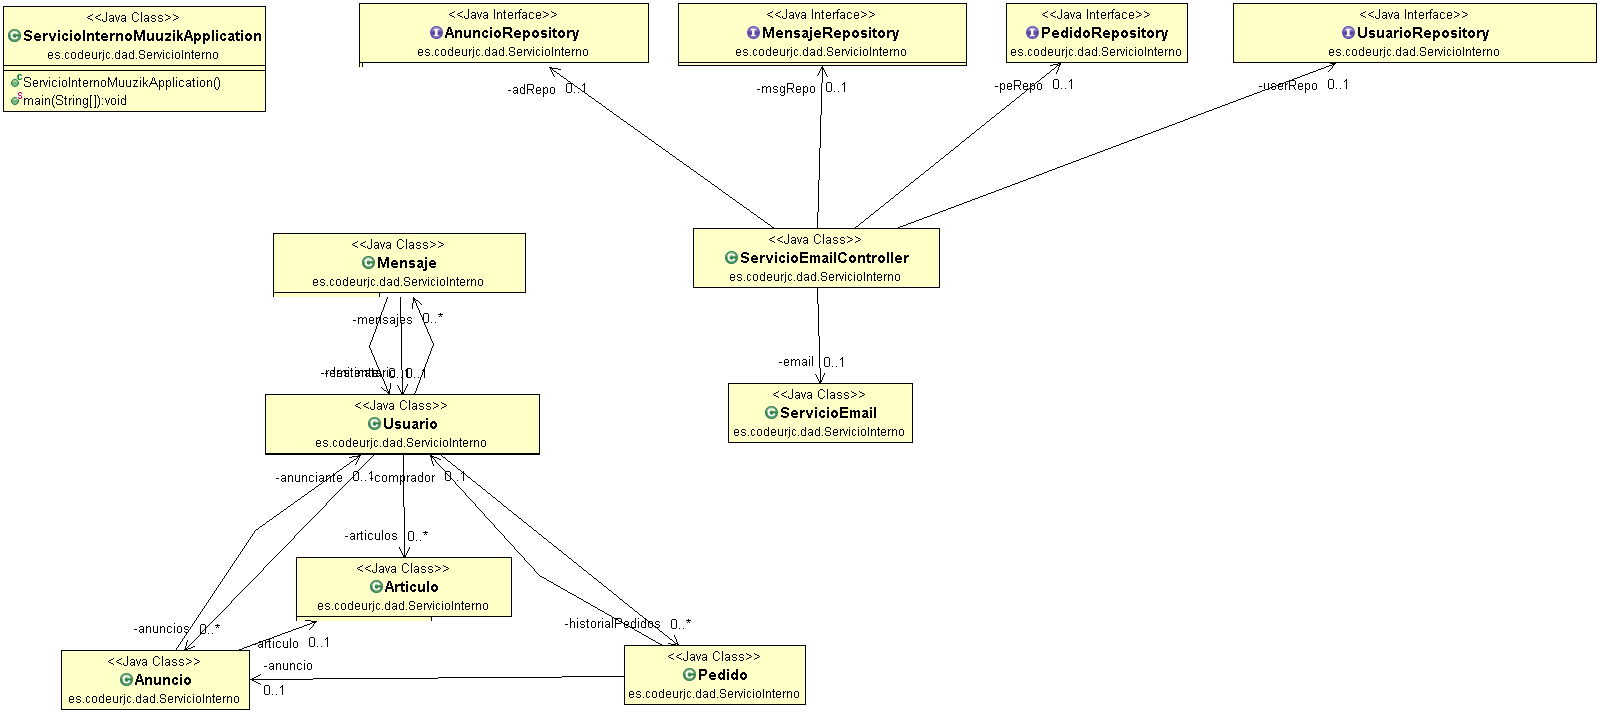 <<Java Class>>
ServicioInternoMuuzikApplication
es.codeurjc.dad.ServicioInterno
ServicioInternoMuuzikApplication()
main(String[]):void
<<Java Interface>>
AnuncioRepository
es.codeurjc.dad.ServicioInterno
<<Java Interface>>
MensajeRepository
es.codeurjc.dad.ServicioInterno
<<Java Interface>>
PedidoRepository
es.codeurjc.dad.ServicioInterno
<<Java Interface>>
UsuarioRepository
es.codeurjc.dad.ServicioInterno
-adRepo 0..1
-msgRepo 0..1
-peRepo 0..1
-userRepo 0..1
<<Java Class>>
ServicioEmailController
es.codeurjc.dad.ServicioInterno
-email 0..1
<<Java Class>>
ServicioEmail
es.codeurjc.dad.ServicioInterno
<<Java Class>>
Mensaje
es.codeurjc.dad.ServicioInterno
-mensajes 0..*
0..1 0..1
<<Java Class>>
Usuario
es.codeurjc.dad.ServicioInterno
-anunciante 0..1
-comprador 0..1
-articulos 0..*
<<Java Class>>
Articulo
es.codeurjc.dad.ServicioInterno
-anuncios 0..*
-articulo 0..1
-historialPedidos 0..*
<<Java Class>>
Anuncio
es.codeurjc.dad.ServicioInterno
-anuncio
0..1
<<Java Class>>
Pedido
es.codeurjc.dad.ServicioInterno